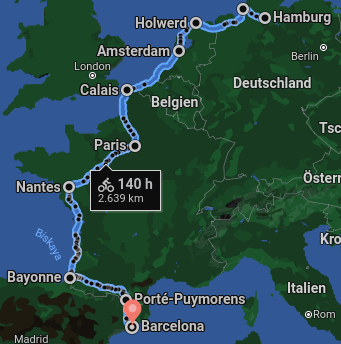 Holwerd
Hamburg
Amsterdam
Berlin
London
Calais
Deutschland
Belgien
Tsc
Paris
140 h
2.639 km
Nantes
Öster
Biskaya
Kro
Bayonne
Italien
Porté-Puymorens
Rom
Barcelona
Madrid